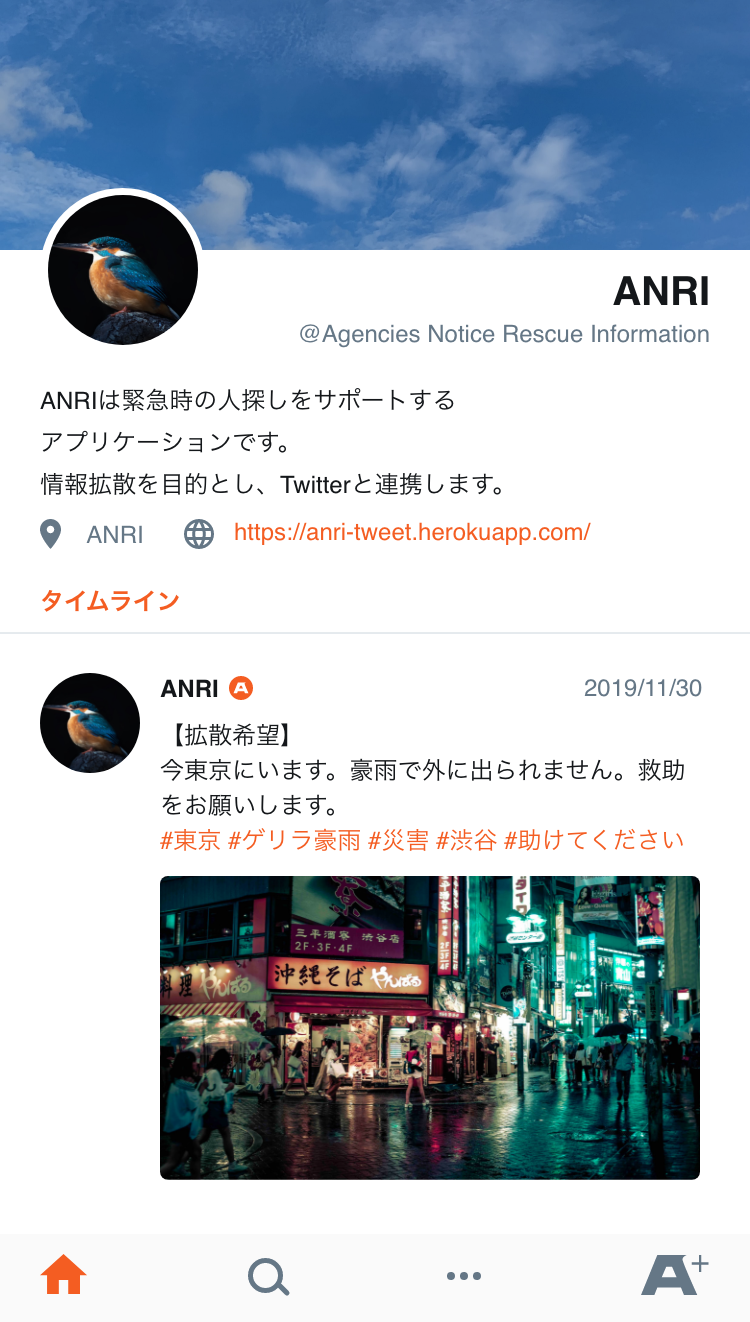 ANRI
@Agencies Notice Rescue Information
ANRIは緊急時の人探しをサポートする
アプリケーションです。
情報拡散を目的とし、Twitterと連携します。
ANRI https://anri-tweet.herokuapp.com/
タイムライン
ANRI A 2019/11/30
【拡散希望】
今東京にいます。豪雨で外に出られません。救助
をお願いします。
#東京 #ゲリラ豪雨 #災害 #渋谷 #助けてください
三平酒寮 渋谷店
2F・3F・4F
料理 やんばる
沖縄そば やんばる
ダイワ
A+